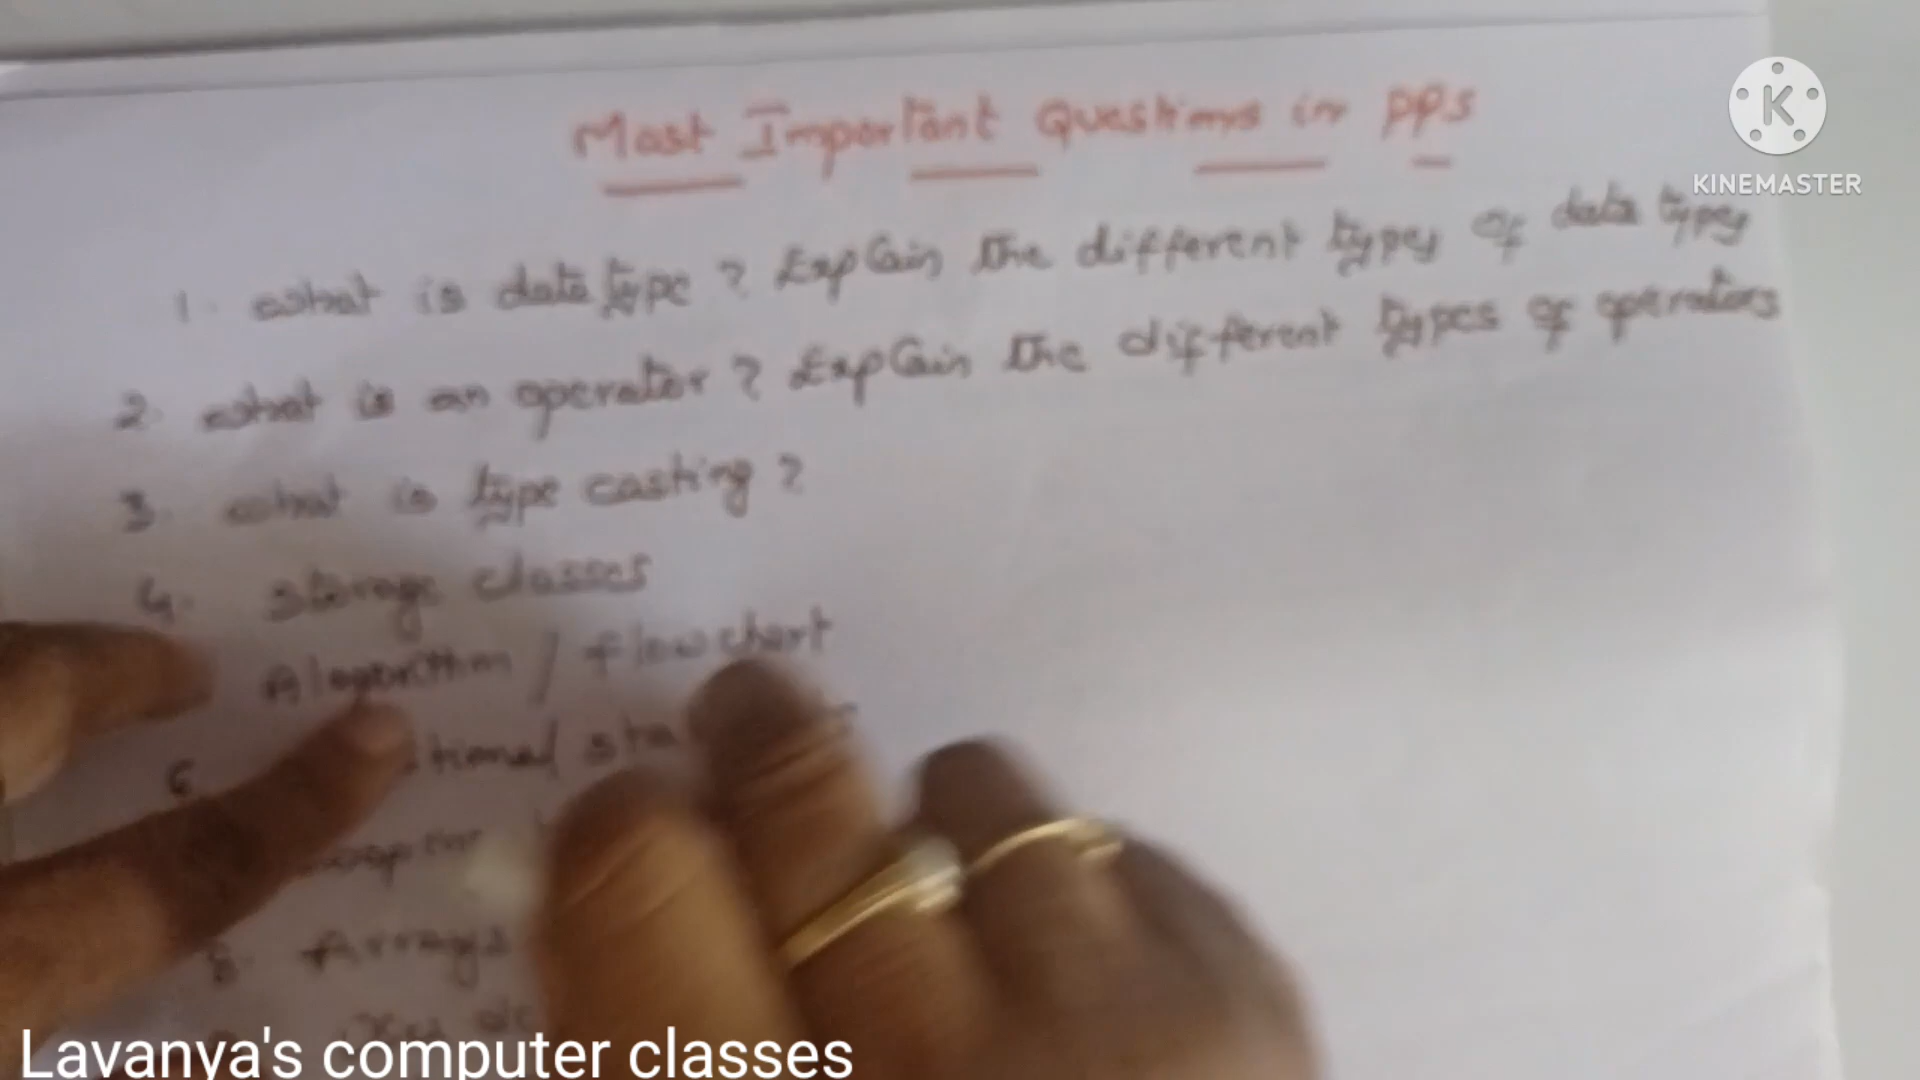 Most Important Questions in PPS
KINEMASTER
1. what is data type ? Explain the different types of data types
2. what is an operator ? Explain the different types of operators
3. what is type casting ?
4. storage classes
Algorithm / flowchart
6.
8. Arrays
Lavanya's computer classes